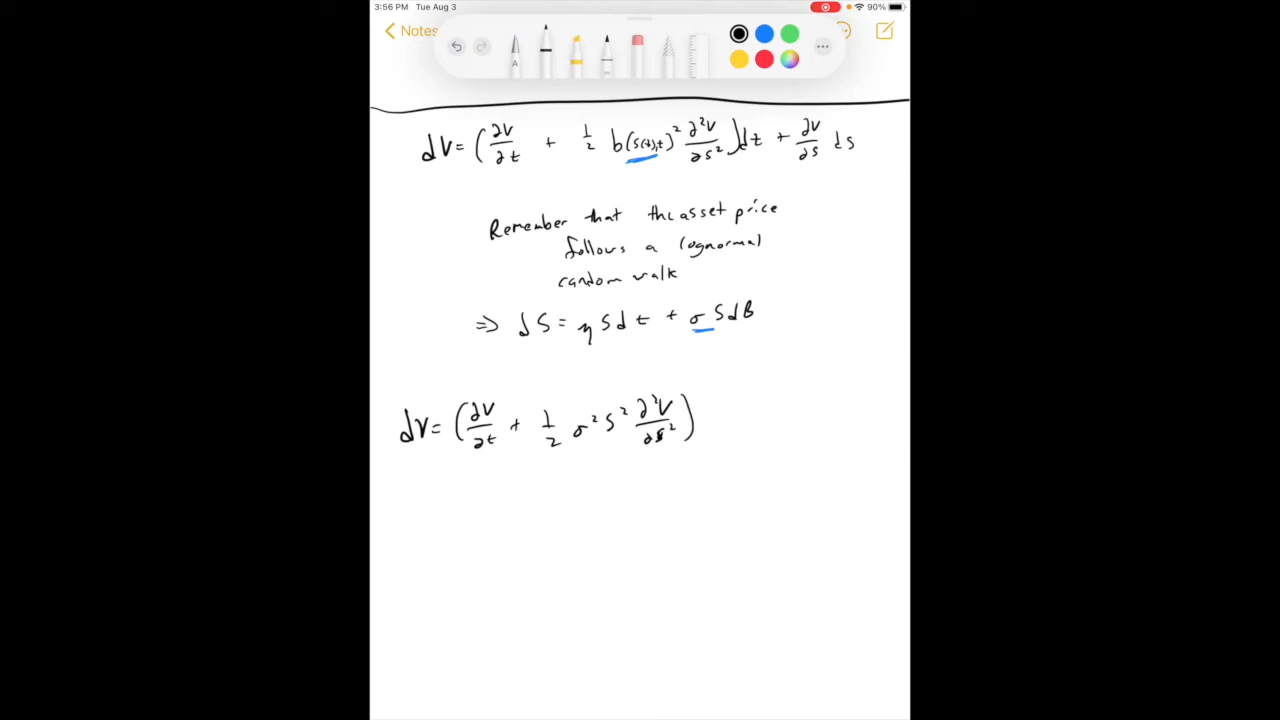 3:56 PM Tue Aug 3
90%
Notes
A
dV = (∂V/∂t + 1/2 b(S(t),t)² ∂²V/∂S²)dt + ∂V/∂S dS
Remember that the asset price
follows a lognormal
random walk
⇒ dS = η S dt + σ S dB
dV = (∂V/∂t + 1/2 σ² S² ∂²V/∂S²)